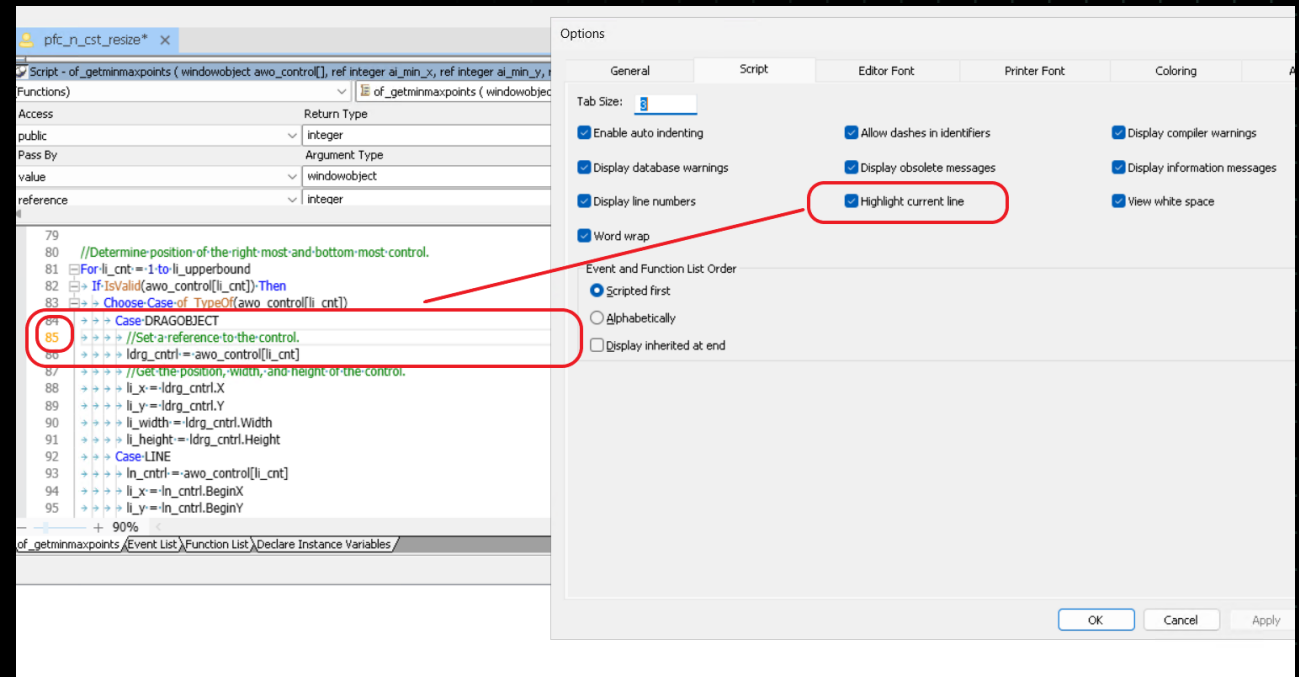 pfc_n_cst_resize*
Script - of_getminmaxpoints ( windowobject awo_control[], ref integer ai_min_x, ref integer ai_min_y,
Functions)
of_getminmaxpoints ( windowobjec
Access Return Type
public integer
Pass By Argument Type
value windowobject
reference integer
79
80 //Determine·position·of·the·right·most·and·bottom·most·control.
81 For·li_cnt·=·1·to·li_upperbound
82 If·IsValid(awo_control[li_cnt])·Then
83 Choose·Case·of_TypeOf(awo_control[li_cnt])
84 Case·DRAGOBJECT
85 //Set·a·reference·to·the·control.
86 ldrg_cntrl·=·awo_control[li_cnt]
87 //Get·the·position,·width,·and·height·of·the·control.
88 li_x·=·ldrg_cntrl.X
89 li_y·=·ldrg_cntrl.Y
90 li_width·=·ldrg_cntrl.Width
91 li_height·=·ldrg_cntrl.Height
92 Case·LINE
93 ln_cntrl·=·awo_control[li_cnt]
94 li_x·=·ln_cntrl.BeginX
95 li_y·=·ln_cntrl.BeginY
90%
of_getminmaxpoints Event List Function List Declare Instance Variables
Options
General Script Editor Font Printer Font Coloring
Tab Size: 3
Enable auto indenting Allow dashes in identifiers Display compiler warnings
Display database warnings Display obsolete messages Display information messages
Display line numbers Highlight current line View white space
Word wrap
Event and Function List Order
Scripted first
Alphabetically
Display inherited at end
OK Cancel Apply